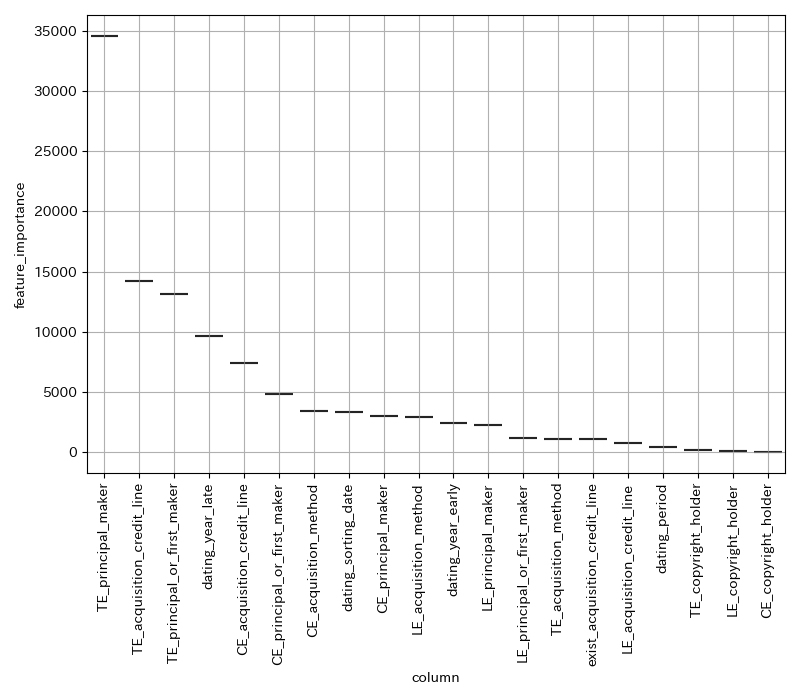 35000
30000
25000
20000
15000
10000
5000
0
feature_importance
TE_principal_maker
TE_acquisition_credit_line
TE_principal_or_first_maker
dating_year_late
CE_acquisition_credit_line
CE_principal_or_first_maker
CE_acquisition_method
dating_sorting_date
CE_principal_maker
LE_acquisition_method
dating_year_early
LE_principal_maker
LE_principal_or_first_maker
TE_acquisition_method
exist_acquisition_credit_line
LE_acquisition_credit_line
dating_period
TE_copyright_holder
LE_copyright_holder
CE_copyright_holder
column